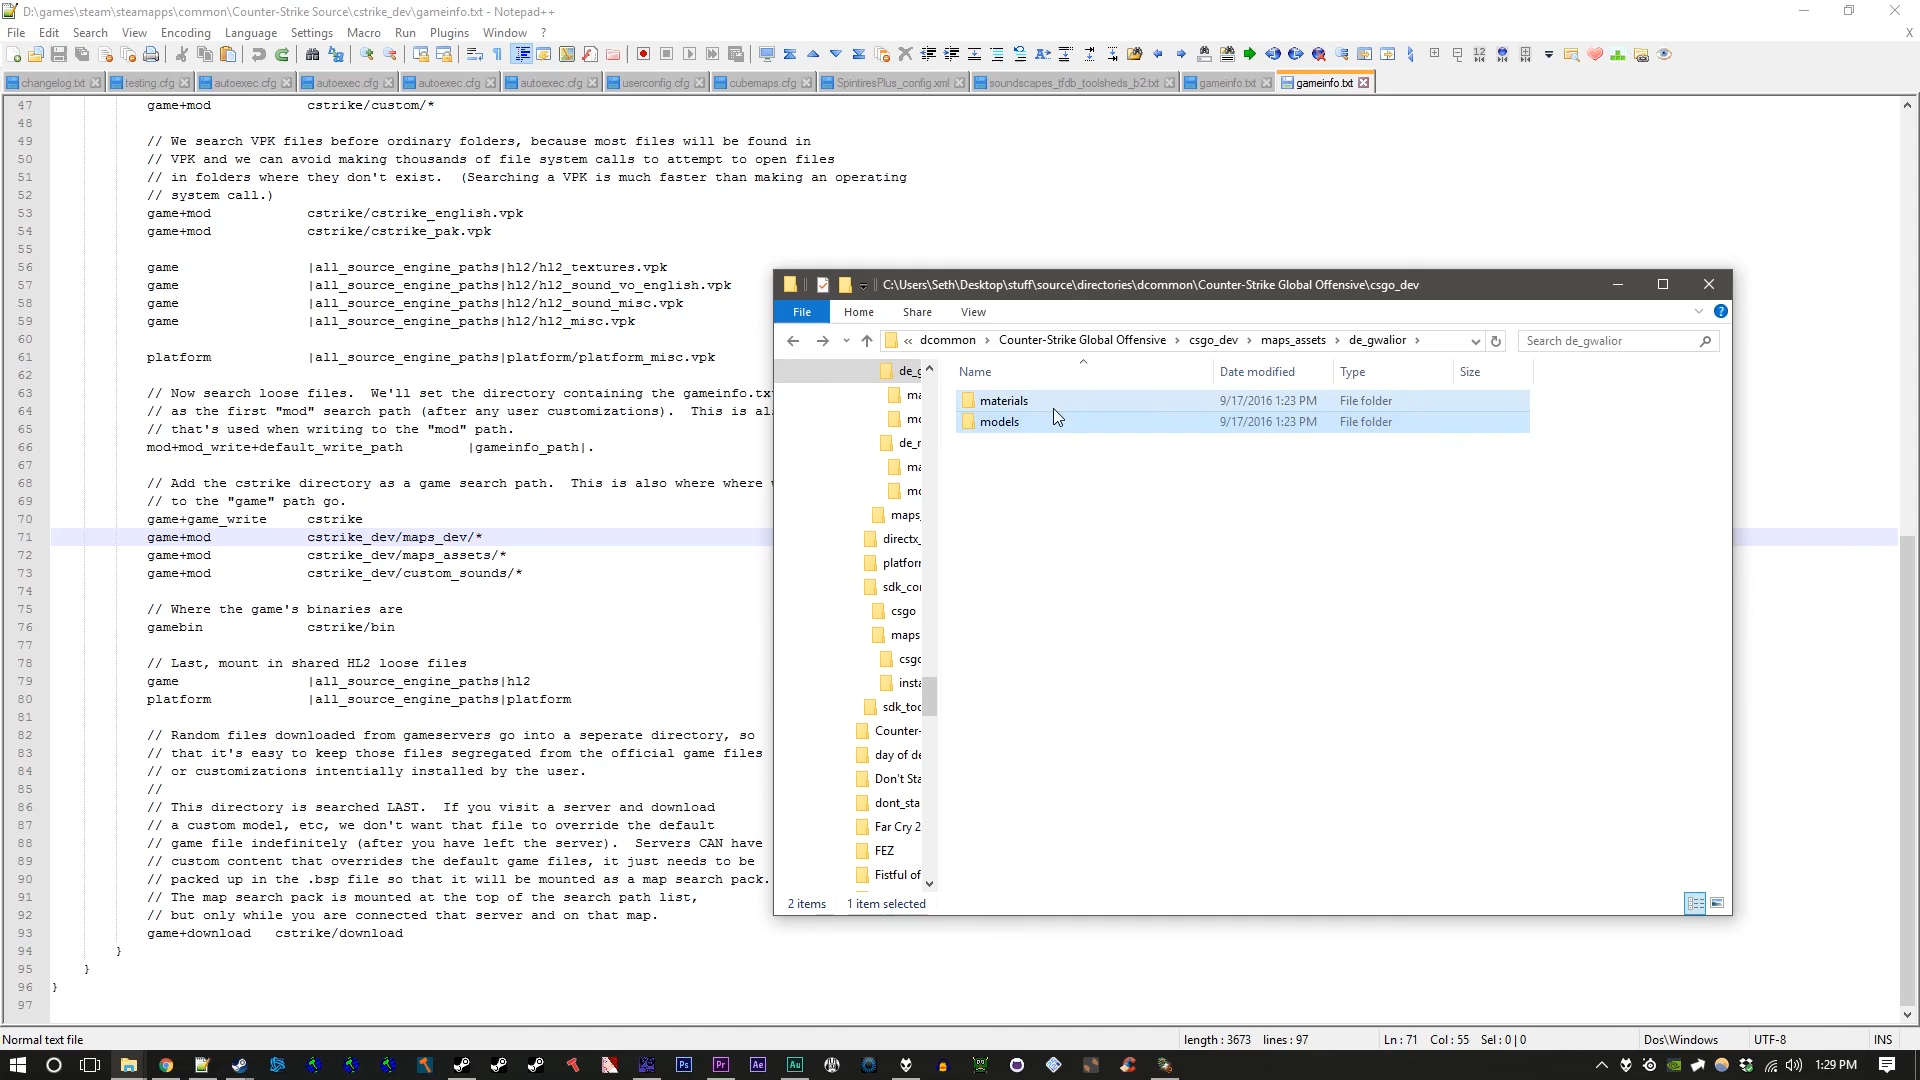 D:\games\steam\steamapps\common\Counter-Strike Source\cstrike_dev\gameinfo.txt - Notepad++
File Edit Search View Encoding Language Settings Macro Run Plugins Window ?
X
changelog.txt testing.cfg autoexec.cfg autoexec.cfg autoexec.cfg autoexec.cfg userconfig.cfg cubemaps.cfg SpintiresPlus_config.xml soundscapes_tfdb_toolsheds_b2.txt gameinfo.txt gameinfo.txt
47 game+mod cstrike/custom/*
48
49 // We search VPK files before ordinary folders, because most files will be found in
50 // VPK and we can avoid making thousands of file system calls to attempt to open files
51 // in folders where they don't exist.  (Searching a VPK is much faster than making an operating
52 // system call.)
53 game+mod cstrike/cstrike_english.vpk
54 game+mod cstrike/cstrike_pak.vpk
55
56 game |all_source_engine_paths|hl2/hl2_textures.vpk
57 game |all_source_engine_paths|hl2/hl2_sound_vo_english.vpk
58 game |all_source_engine_paths|hl2/hl2_sound_misc.vpk
59 game |all_source_engine_paths|hl2/hl2_misc.vpk
60
61 platform |all_source_engine_paths|platform/platform_misc.vpk
62
63 // Now search loose files.  We'll set the directory containing the gameinfo.tx
64 // as the first "mod" search path (after any user customizations).  This is al
65 // that's used when writing to the "mod" path.
66 mod+mod_write+default_write_path |gameinfo_path|.
67
68 // Add the cstrike directory as a game search path.  This is also where where
69 // to the "game" path go.
70 game+game_write cstrike
71 game+mod cstrike_dev/maps_dev/*
72 game+mod cstrike_dev/maps_assets/*
73 game+mod cstrike_dev/custom_sounds/*
74
75 // Where the game's binaries are
76 gamebin cstrike/bin
77
78 // Last, mount in shared HL2 loose files
79 game |all_source_engine_paths|hl2
80 platform |all_source_engine_paths|platform
81
82 // Random files downloaded from gameservers go into a seperate directory, so
83 // that it's easy to keep those files segregated from the official game files
84 // or customizations intentially installed by the user.
85 //
86 // This directory is searched LAST.  If you visit a server and download
87 // a custom model, etc, we don't want that file to override the default
88 // game file indefinitely (after you have left the server).  Servers CAN have
89 // custom content that overrides the default game files, it just needs to be
90 // packed up in the .bsp file so that it will be mounted as a map search pack.
91 // The map search pack is mounted at the top of the search path list,
92 // but only while you are connected that server and on that map.
93 game+download cstrike/download
94 }
95 }
96 }
97
C:\Users\Seth\Desktop\stuff\source\directories\dcommon\Counter-Strike Global Offensive\csgo_dev
File Home Share View
« dcommon › Counter-Strike Global Offensive › csgo_dev › maps_assets › de_gwalior ›
Search de_gwalior
Name Date modified Type Size
materials 9/17/2016 1:23 PM File folder
models 9/17/2016 1:23 PM File folder
de_g
ma
mo
de_r
ma
mo
maps_
directx_
platforr
sdk_cor
csgo
maps
csgc
insta
sdk_toc
Counter-
day of de
Don't Sta
dont_sta
Far Cry 2
FEZ
Fistful of
2 items 1 item selected
Normal text file length : 3673 lines : 97 Ln : 71 Col : 55 Sel : 0 | 0 Dos\Windows UTF-8 INS
1:29 PM